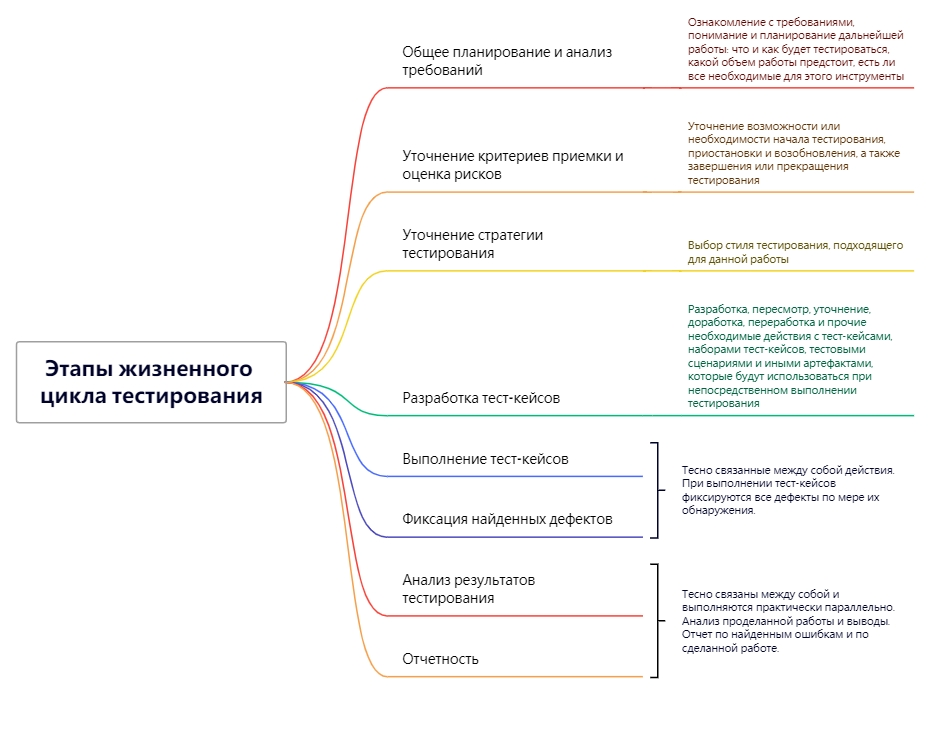 Этапы жизненного
цикла тестирования
Общее планирование и анализ
требований
Ознакомление с требованиями,
понимание и планирование дальнейшей
работы: что и как будет тестироваться,
какой объем работы предстоит, есть ли
все необходимые для этого инструменты
Уточнение критериев приемки и
оценка рисков
Уточнение возможности или
необходимости начала тестирования,
приостановки и возобновления, а также
завершения или прекращения
тестирования
Уточнение стратегии
тестирования
Выбор стиля тестирования, подходящего
для данной работы
Разработка тест-кейсов
Разработка, пересмотр, уточнение,
доработка, переработка и прочие
необходимые действия с тест-кейсами,
наборами тест-кейсов, тестовыми
сценариями и иными артефактами,
которые будут использоваться при
непосредственном выполнении
тестирования
Выполнение тест-кейсов
Фиксация найденных дефектов
Тесно связанные между собой действия.
При выполнении тест-кейсов
фиксируются все дефекты по мере их
обнаружения.
Анализ результатов
тестирования
Отчетность
Тесно связаны между собой и
выполняются практически параллельно.
Анализ проделанной работы и выводы.
Отчет по найденным ошибкам и по
сделанной работе.